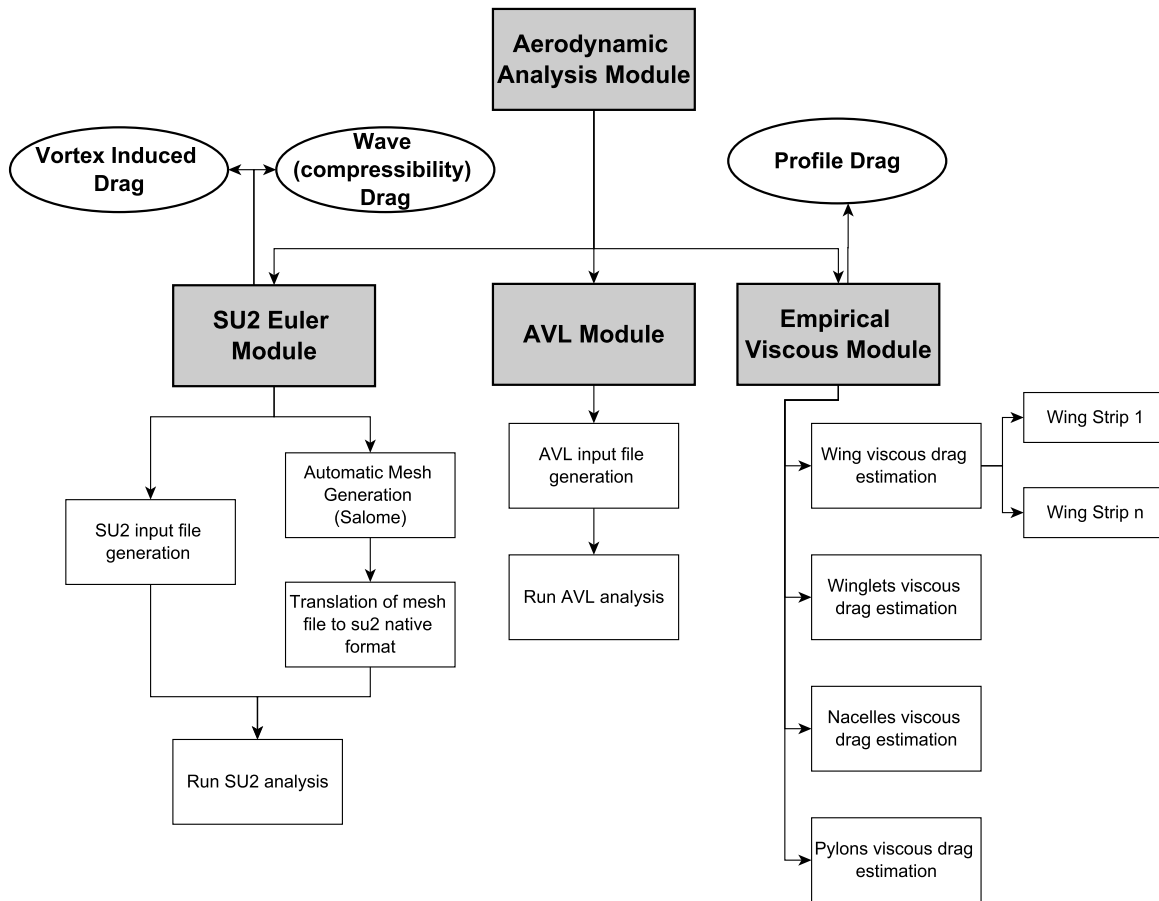 Aerodynamic
Analysis Module
Vortex Induced
Drag
Wave
(compressibility)
Drag
Profile Drag
SU2 Euler
Module
AVL Module
Empirical
Viscous Module
SU2 input file
generation
Automatic Mesh
Generation
(Salome)
Translation of mesh
file to su2 native
format
Run SU2 analysis
AVL input file
generation
Run AVL analysis
Wing viscous drag
estimation
Wing Strip 1
Wing Strip n
Winglets viscous
drag estimation
Nacelles viscous
drag estimation
Pylons viscous drag
estimation